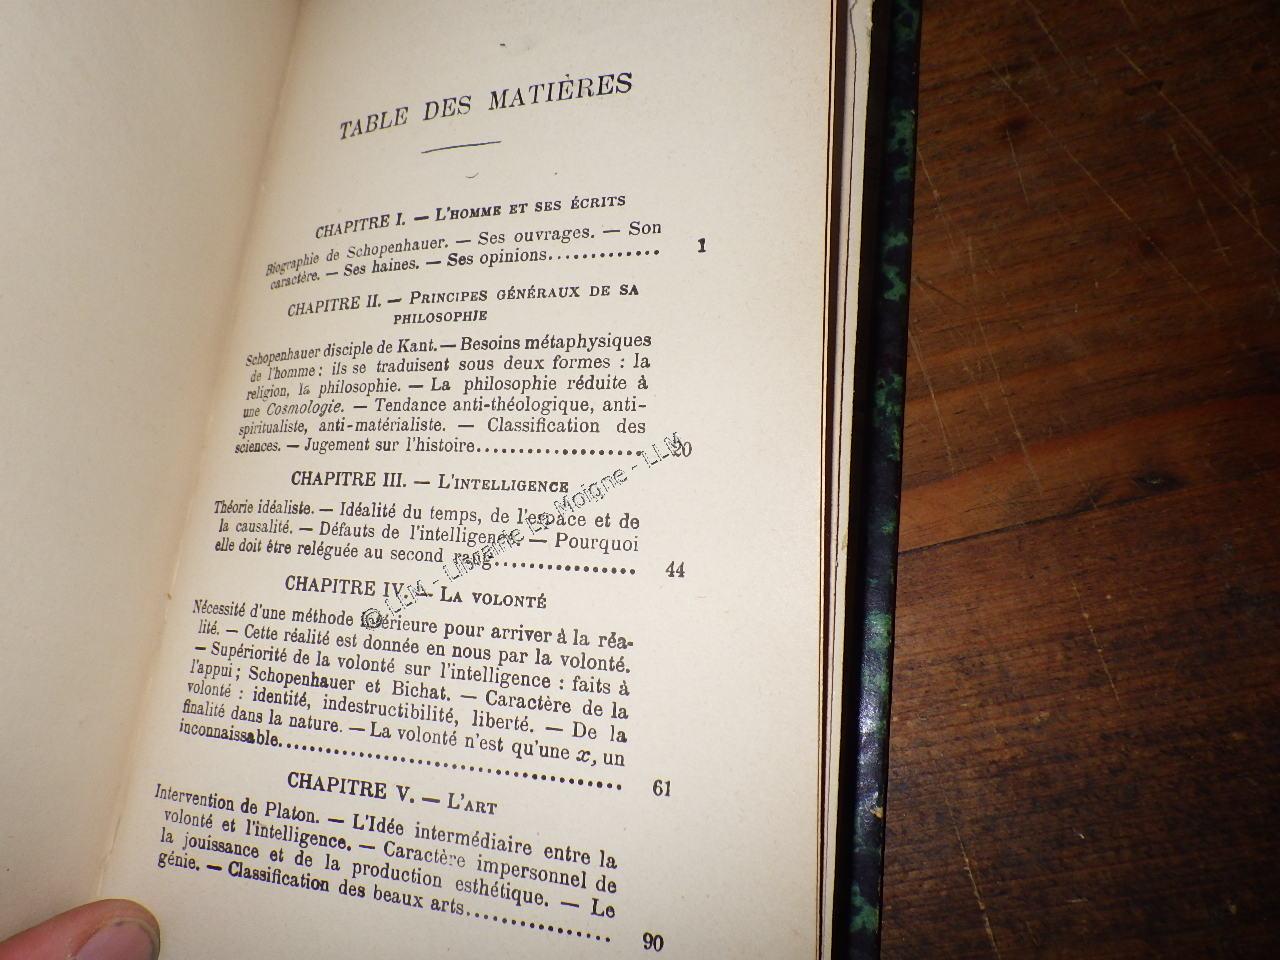 TABLE DES MATIÈRES
CHAPITRE I. — L'HOMME ET SES ÉCRITS
Biographie de Schopenhauer. — Ses ouvrages. — Son
caractère. — Ses haines. — Ses opinions............. 1
CHAPITRE II. — PRINCIPES GÉNÉRAUX DE SA
PHILOSOPHIE
Schopenhauer disciple de Kant. — Besoins métaphysiques
de l'homme : ils se traduisent sous deux formes : la
religion, la philosophie. — La philosophie réduite à
une Cosmologie. — Tendance anti-théologique, anti-
spiritualiste, anti-matérialiste. — Classification des
sciences. — Jugement sur l'histoire................... 20
CHAPITRE III. — L'INTELLIGENCE
Théorie idéaliste. — Idéalité du temps, de l'espace et de
la causalité. — Défauts de l'intelligence. — Pourquoi
elle doit être reléguée au second rang................ 44
CHAPITRE IV. — LA VOLONTÉ
Nécessité d'une méthode intérieure pour arriver à la réa-
lité. — Cette réalité est donnée en nous par la volonté.
— Supériorité de la volonté sur l'intelligence : faits à
l'appui ; Schopenhauer et Bichat. — Caractère de la
volonté : identité, indestructibilité, liberté. — De la
finalité dans la nature. — La volonté n'est qu'une x, un
inconnaissable....................................... 61
CHAPITRE V. — L'ART
Intervention de Platon. — L'Idée intermédiaire entre la
volonté et l'intelligence. — Caractère impersonnel de
la jouissance et de la production esthétique. — Le
génie. — Classification des beaux arts................ 90
© LLM - Librairie Le Moigne - LLM